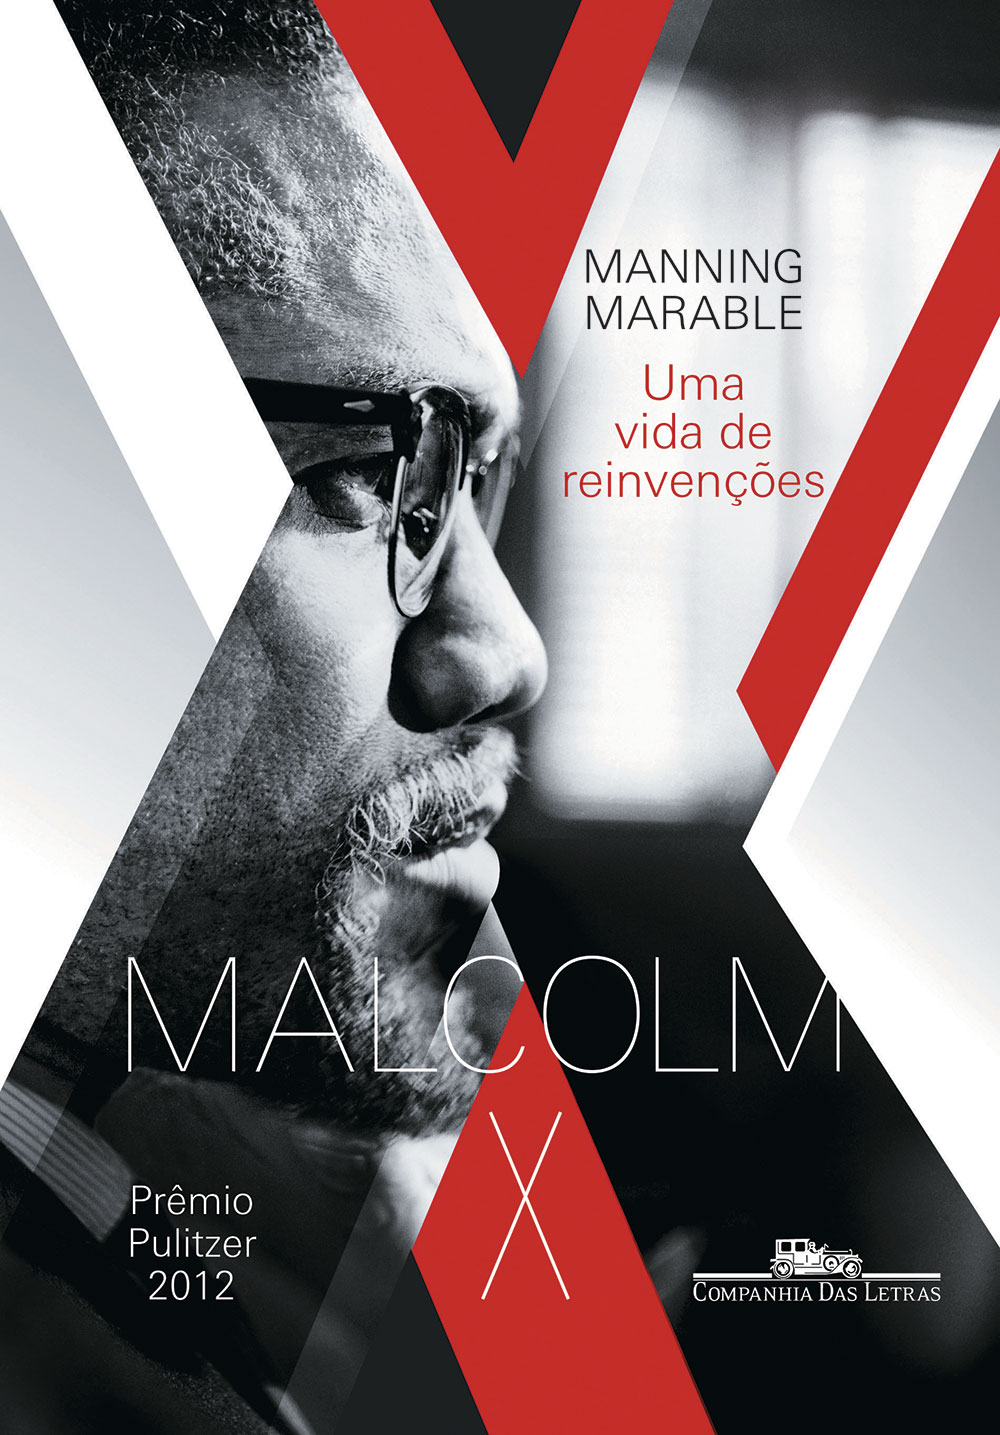 MANNING
MARABLE
Uma
vida de
reinvenções
MALCOLM
X
Prêmio
Pulitzer
2012
COMPANHIA DAS LETRAS